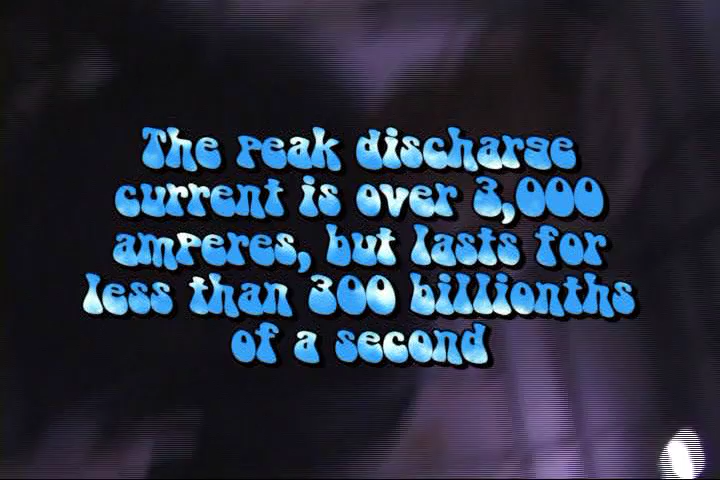 The peak discharge
current is over 3,000
amperes, but lasts for
less than 300 billionths
of a second